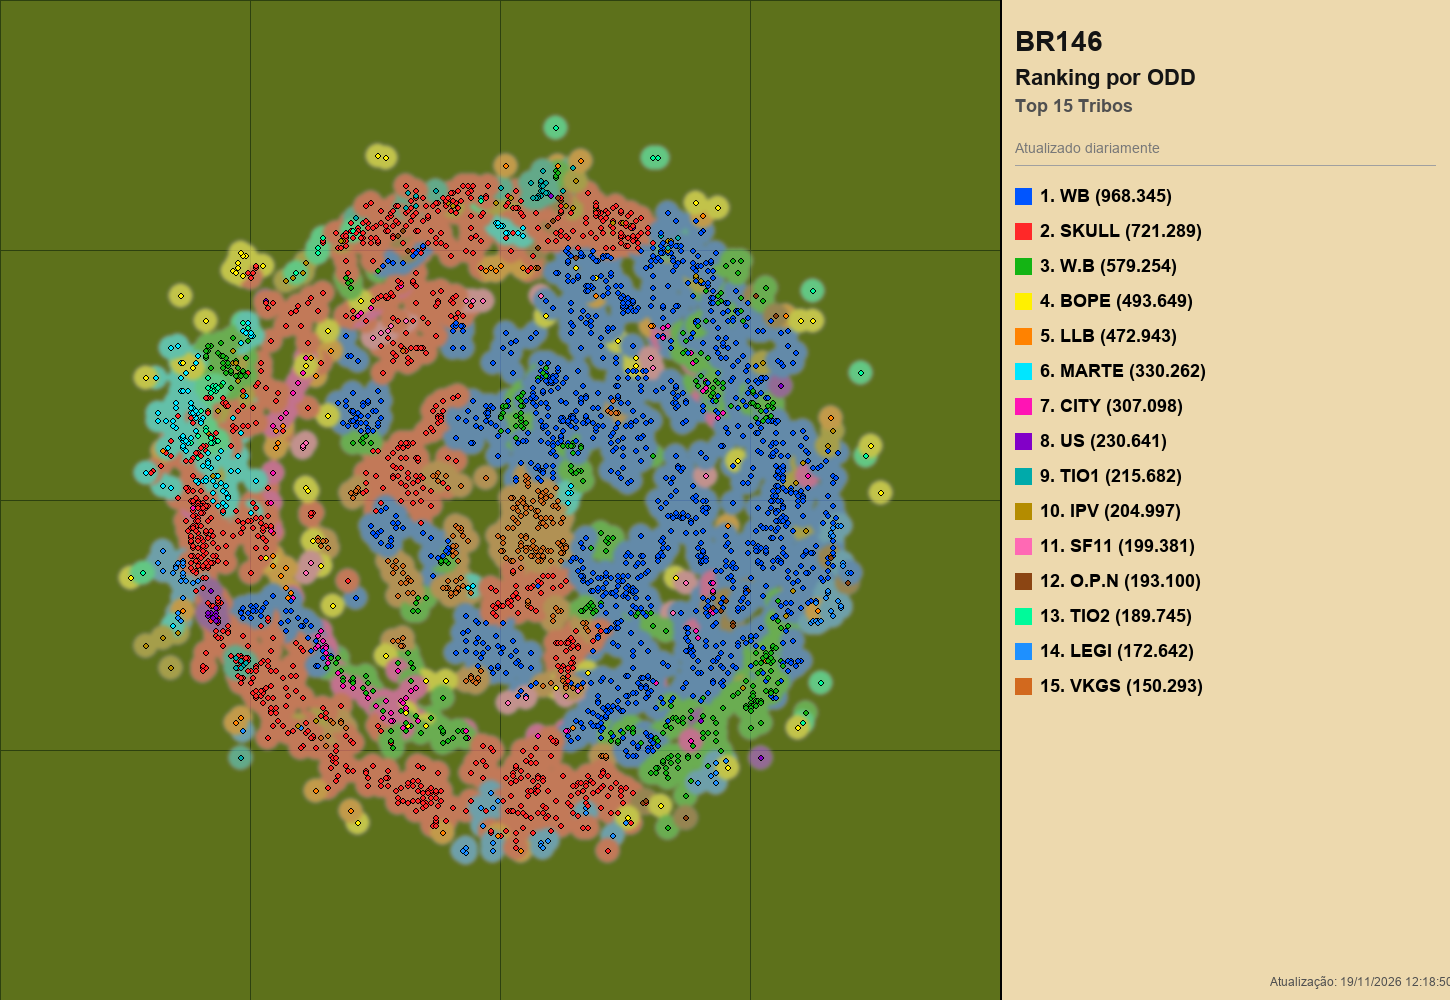 BR146
Ranking por ODD
Top 15 Tribos
Atualizado diariamente
1. WB (968.345)
2. SKULL (721.289)
3. W.B (579.254)
4. BOPE (493.649)
5. LLB (472.943)
6. MARTE (330.262)
7. CITY (307.098)
8. US (230.641)
9. TIO1 (215.682)
10. IPV (204.997)
11. SF11 (199.381)
12. O.P.N (193.100)
13. TIO2 (189.745)
14. LEGI (172.642)
15. VKGS (150.293)
Atualização: 19/11/2026 12:18:50